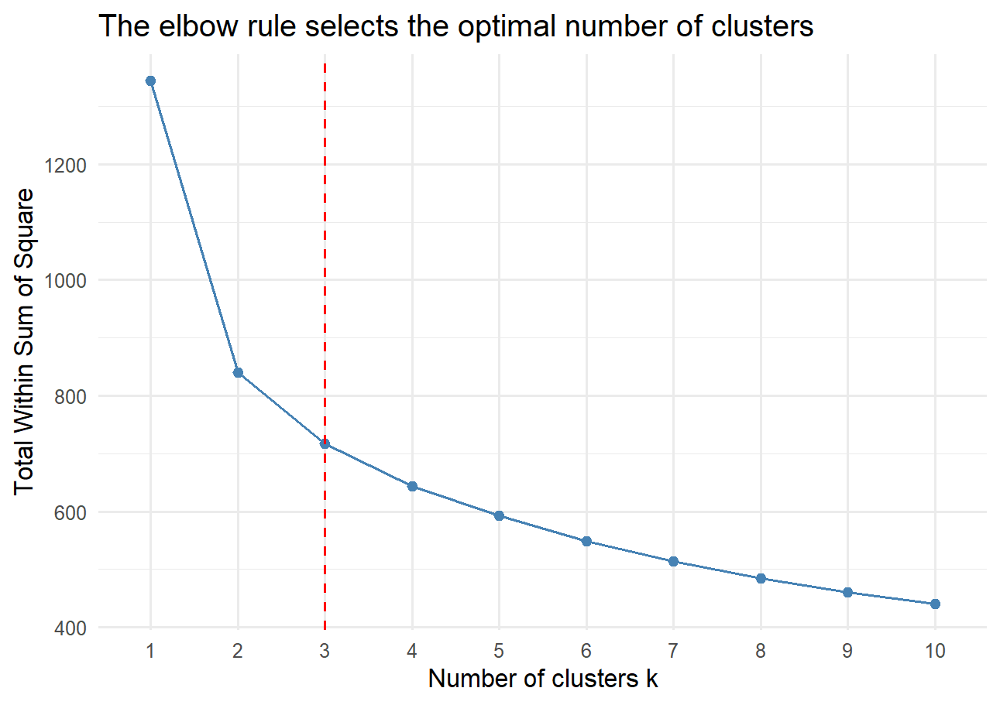 The elbow rule selects the optimal number of clusters
Total Within Sum of Square
1200
1000
800
600
400
1 2 3 4 5 6 7 8 9 10
Number of clusters k